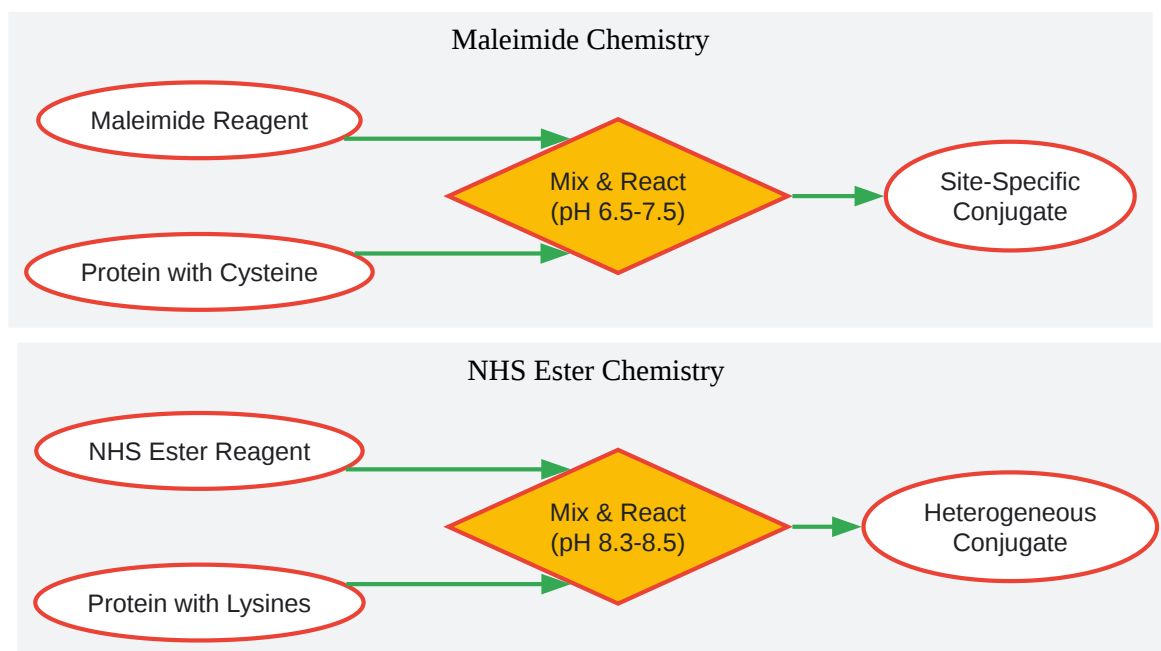 Maleimide Chemistry
Maleimide Reagent
Protein with Cysteine
Mix & React
(pH 6.5-7.5)
Site-Specific
Conjugate
NHS Ester Chemistry
NHS Ester Reagent
Protein with Lysines
Mix & React
(pH 8.3-8.5)
Heterogeneous
Conjugate